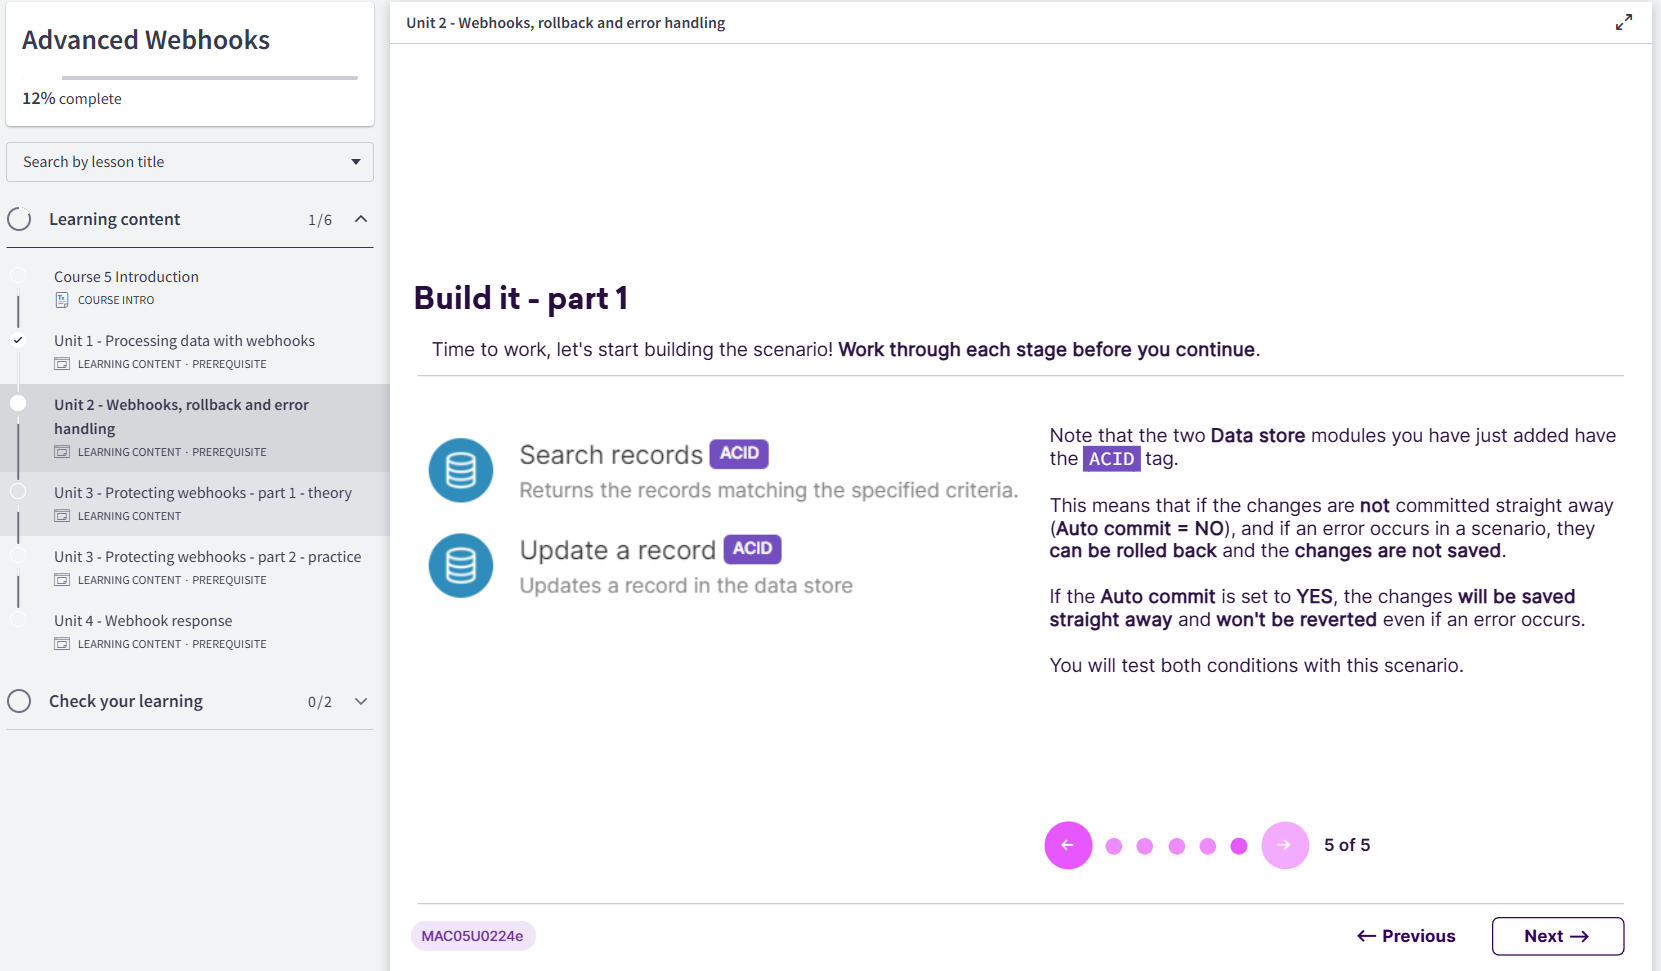 Advanced Webhooks
12% complete
Search by lesson title
Learning content 1/6
Course 5 Introduction
COURSE INTRO
Unit 1 - Processing data with webhooks
LEARNING CONTENT · PREREQUISITE
Unit 2 - Webhooks, rollback and error
handling
LEARNING CONTENT · PREREQUISITE
Unit 3 - Protecting webhooks - part 1 - theory
LEARNING CONTENT
Unit 3 - Protecting webhooks - part 2 - practice
LEARNING CONTENT · PREREQUISITE
Unit 4 - Webhook response
LEARNING CONTENT · PREREQUISITE
Check your learning 0/2
Unit 2 - Webhooks, rollback and error handling
Build it - part 1
Time to work, let's start building the scenario! Work through each stage before you continue.
Search records ACID
Returns the records matching the specified criteria.
Update a record ACID
Updates a record in the data store
Note that the two Data store modules you have just added have
the ACID tag.
This means that if the changes are not committed straight away
(Auto commit = NO), and if an error occurs in a scenario, they
can be rolled back and the changes are not saved.
If the Auto commit is set to YES, the changes will be saved
straight away and won't be reverted even if an error occurs.
You will test both conditions with this scenario.
← → 5 of 5
MAC05U0224e
← Previous
Next →